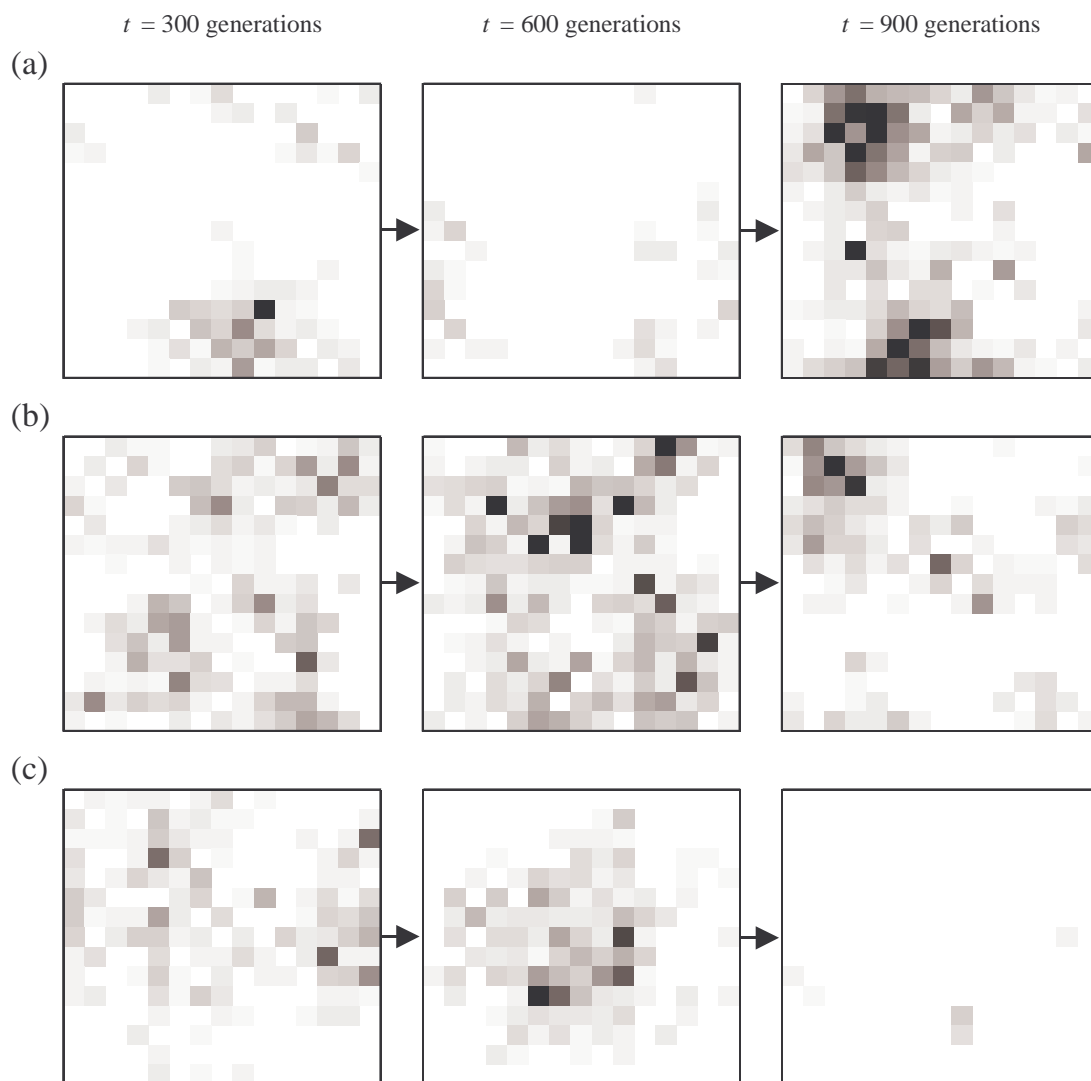 t = 300 generations t = 600 generations t = 900 generations
(a)
(b)
(c)